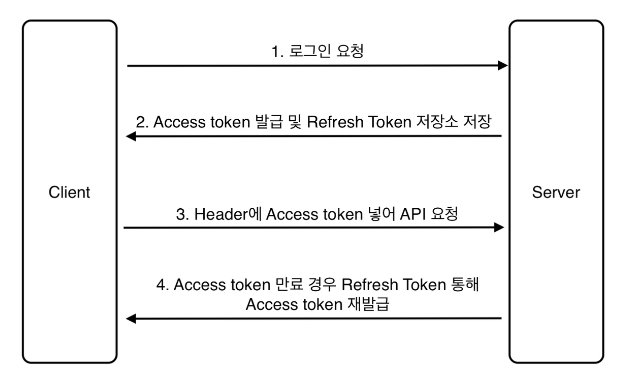 1. 로그인 요청
2. Access token 발급 및 Refresh Token 저장소 저장
Client
Server
3. Header에 Access token 넣어 API 요청
4. Access token 만료 경우 Refresh Token 통해
Access token 재발급